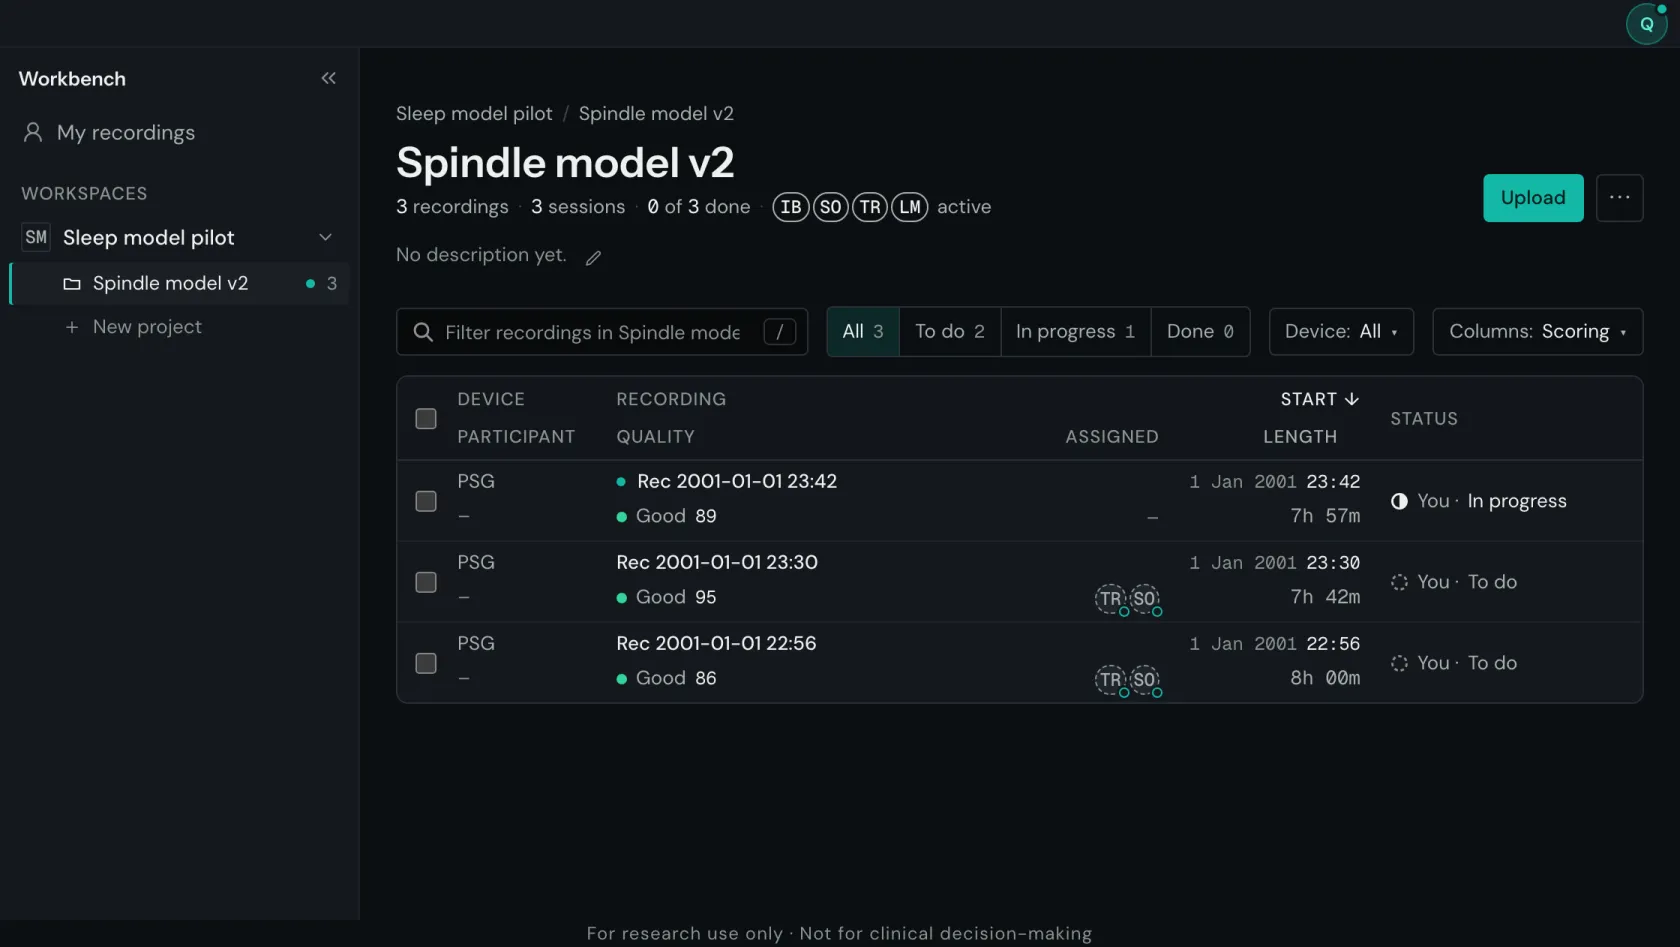 Q
Workbench
My recordings
WORKSPACES
SM Sleep model pilot
Spindle model v2 3
+ New project
Sleep model pilot / Spindle model v2
Spindle model v2
3 recordings · 3 sessions · 0 of 3 done · IB SO TR LM active
No description yet.
Upload ...
Filter recordings in Spindle mode /
All 3 To do 2 In progress 1 Done 0
Device: All
Columns: Scoring
DEVICE RECORDING START ↓
STATUS
PARTICIPANT QUALITY ASSIGNED LENGTH
PSG Rec 2001-01-01 23:42 1 Jan 2001 23:42
You · In progress
– Good 89 – 7h 57m
PSG Rec 2001-01-01 23:30 1 Jan 2001 23:30
You · To do
– Good 95 TR SO 7h 42m
PSG Rec 2001-01-01 22:56 1 Jan 2001 22:56
You · To do
– Good 86 TR SO 8h 00m
For research use only · Not for clinical decision-making